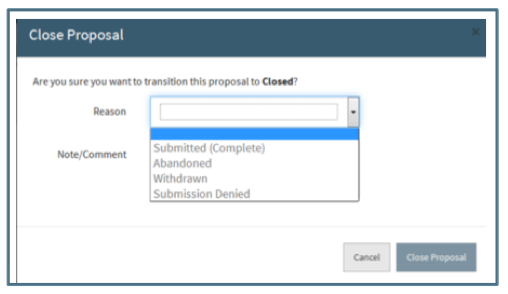 Close Proposal
×
Are you sure you want to transition this proposal to Closed?
Reason
Note/Comment
Submitted (Complete)
Abandoned
Withdrawn
Submission Denied
Cancel
Close Proposal